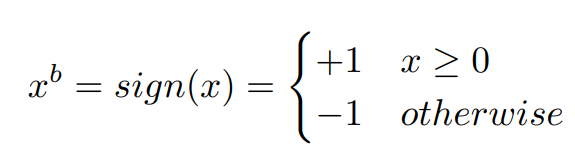 x^b = sign(x) = { +1 x ≥ 0
−1 otherwise